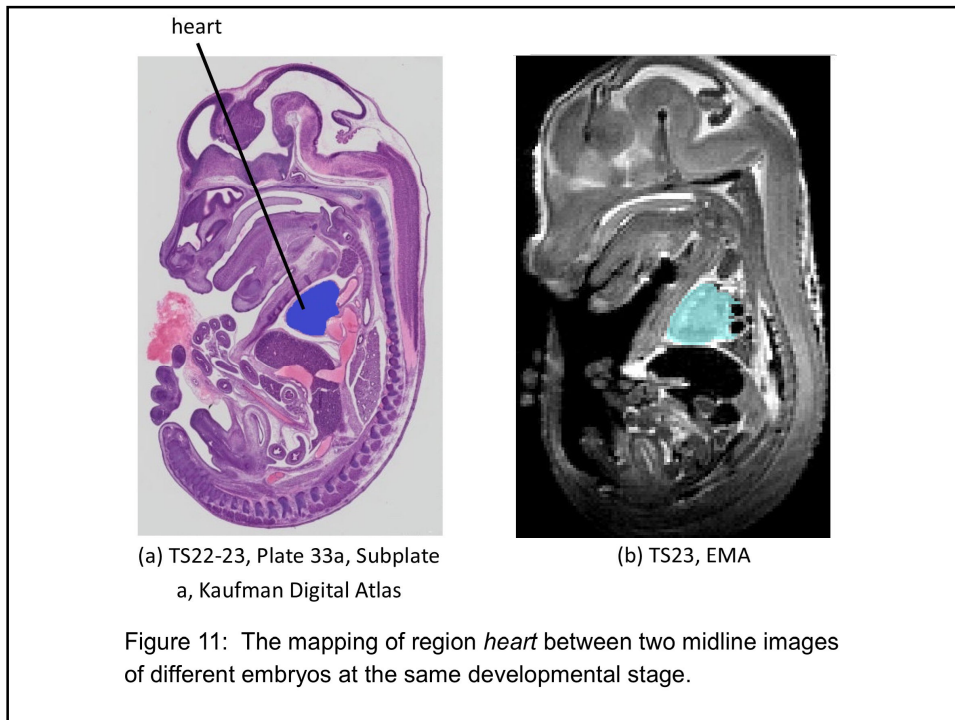 heart
(a) TS22-23, Plate 33a, Subplate
a, Kaufman Digital Atlas
(b) TS23, EMA
Figure 11: The mapping of region heart between two midline images
of different embryos at the same developmental stage.